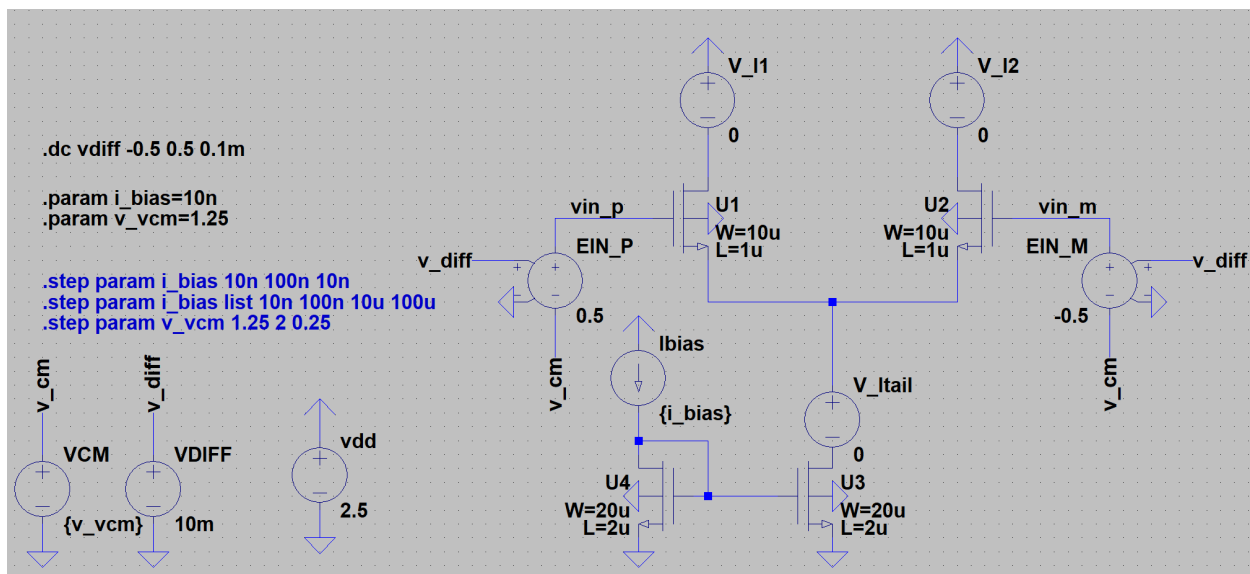 V_I1
0
V_I2
0
.dc vdiff -0.5 0.5 0.1m
.param i_bias=10n
.param v_vcm=1.25
.step param i_bias 10n 100n 10n
.step param i_bias list 10n 100n 10u 100u
.step param v_vcm 1.25 2 0.25
vin_p
U1
W=10u
L=1u
U2
W=10u
L=1u
vin_m
v_diff
EIN_P
0.5
v_cm
EIN_M
v_diff
-0.5
v_cm
Ibias
{i_bias}
V_Itail
0
v_cm
VCM
{v_vcm}
v_diff
VDIFF
10m
vdd
2.5
U4
W=20u
L=2u
U3
W=20u
L=2u